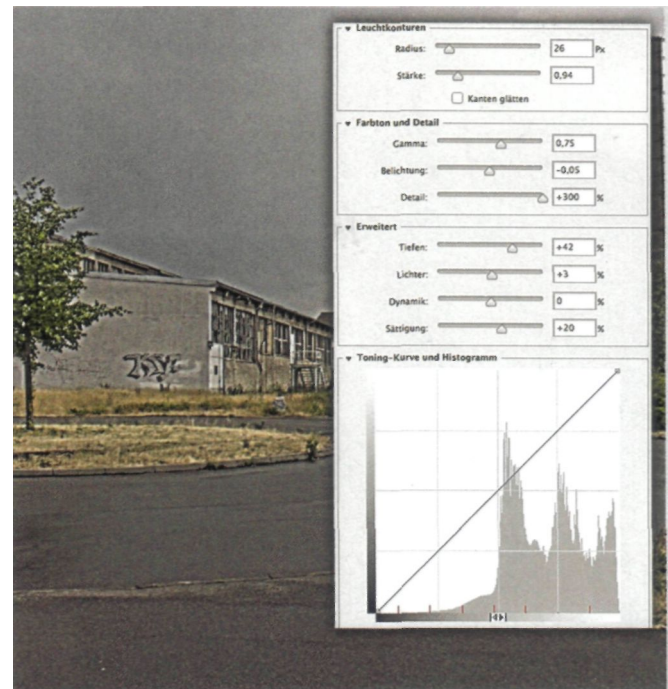 Leuchtkonturen
Radius: 26 Px
Stärke: 0,94
Kanten glätten
Farbton und Detail
Gamma: 0,75
Belichtung: -0,05
Detail: +300 %
Erweitert
Tiefen: +42 %
Lichter: +3 %
Dynamik: 0 %
Sättigung: +20 %
Toning-Kurve und Histogramm